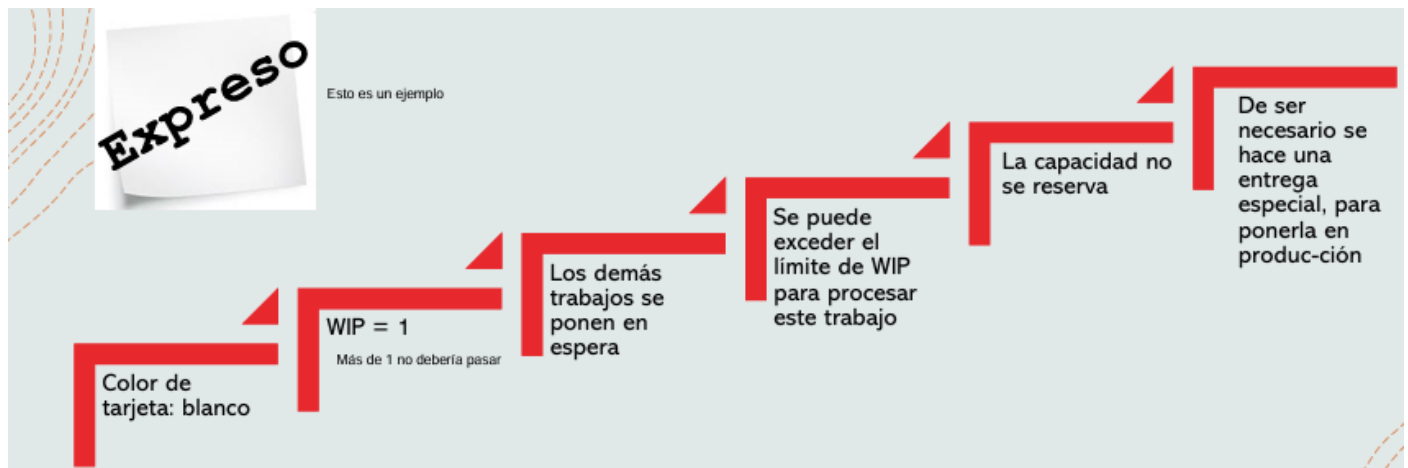 Expreso
Esto es un ejemplo
Color de
tarjeta: blanco
WIP = 1
Más de 1 no debería pasar
Los demás
trabajos se
ponen en
espera
Se puede
exceder el
límite de WIP
para procesar
este trabajo
La capacidad no
se reserva
De ser
necesario se
hace una
entrega
especial, para
ponerla en
produc-ción